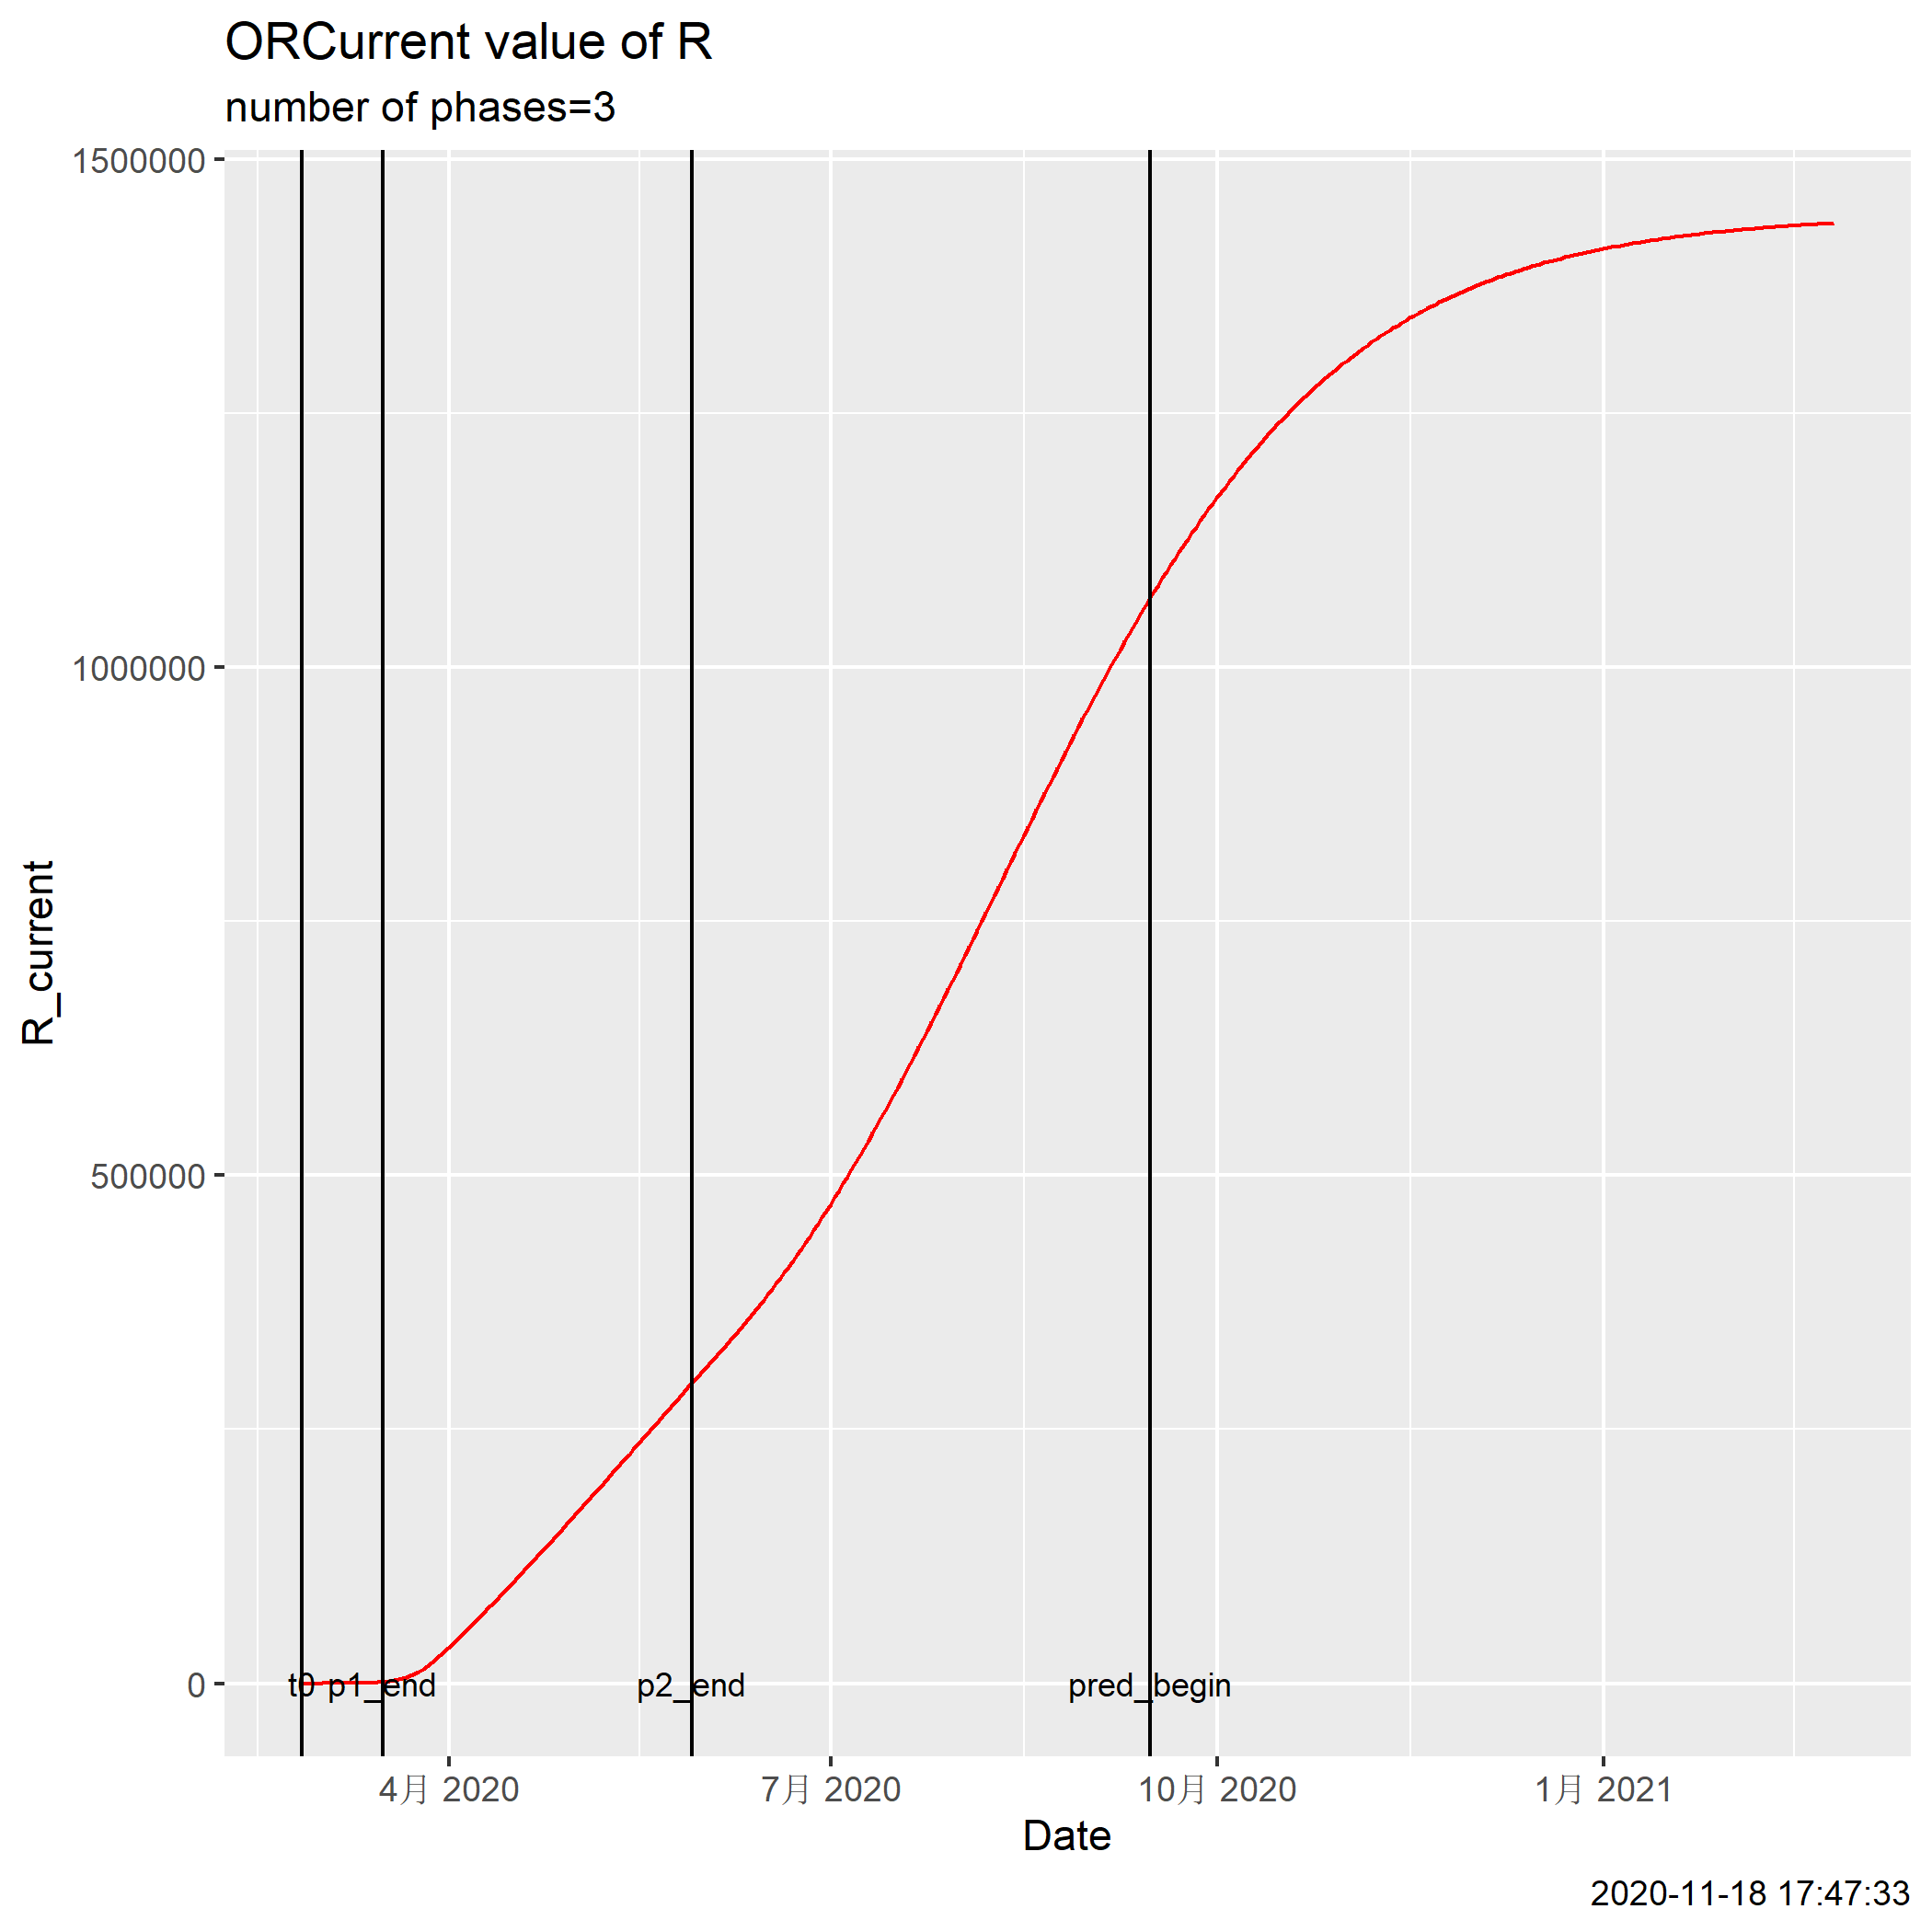 ORCurrent value of R
number of phases=3
1500000
1000000
500000
0
R_current
t0 p1_end p2_end pred_begin
4月 2020 7月 2020 10月 2020 1月 2021
Date
2020-11-18 17:47:33